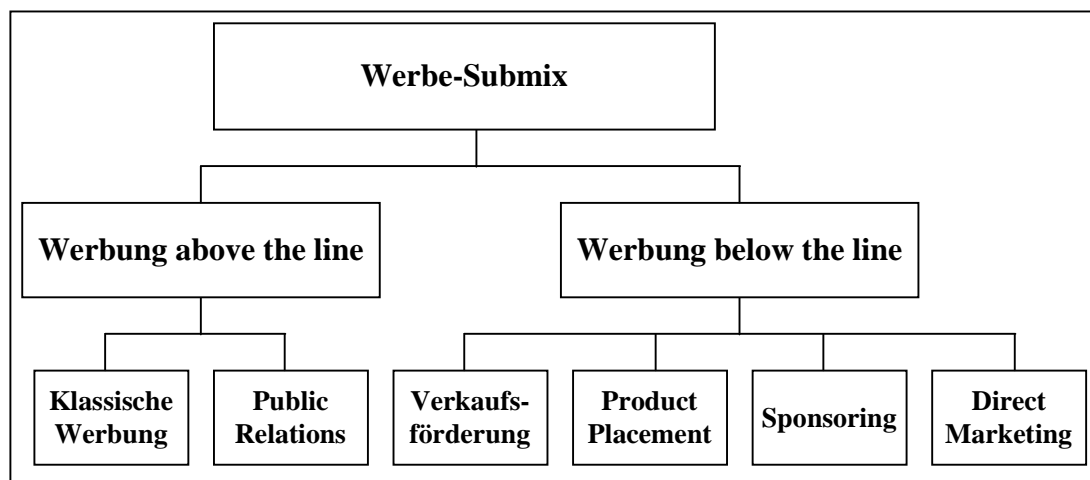 Werbe-Submix
Werbung above the line
Werbung below the line
Klassische
Werbung
Public
Relations
Verkaufs-
förderung
Product
Placement
Sponsoring
Direct
Marketing